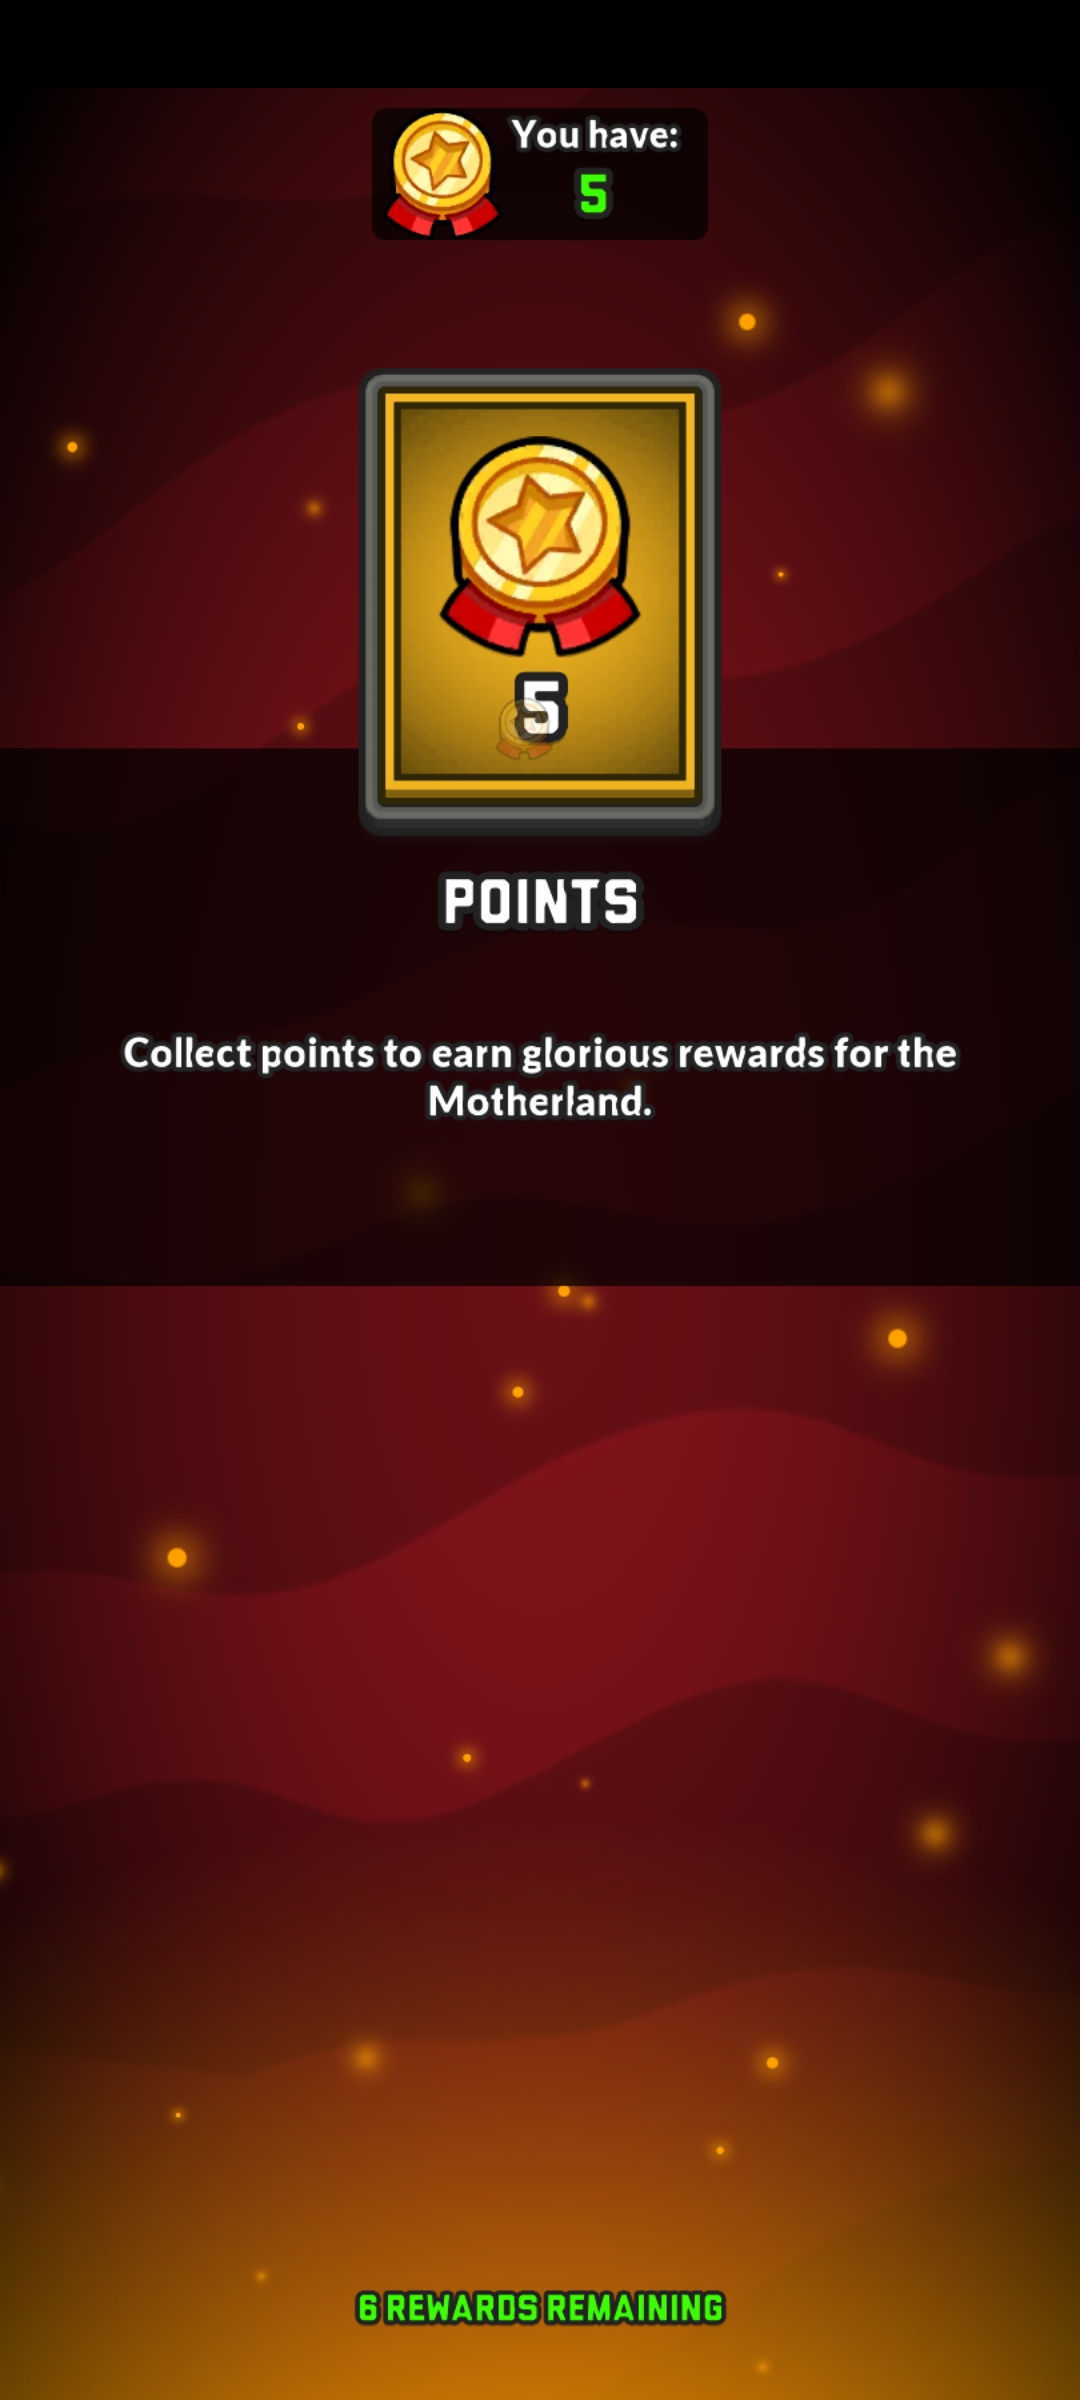 You have:
5
5
POINTS
Collect points to earn glorious rewards for the
Motherland.
6 REWARDS REMAINING